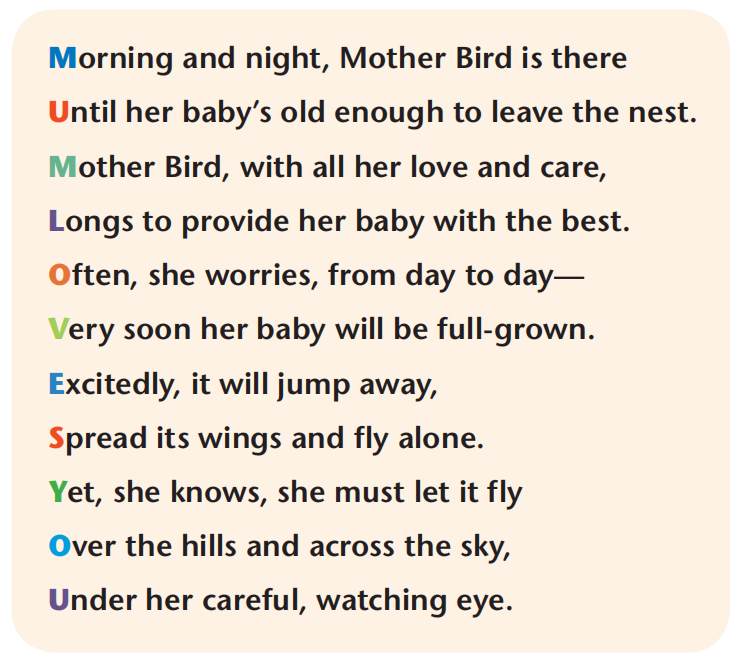 Morning and night, Mother Bird is there
Until her baby’s old enough to leave the nest.
Mother Bird, with all her love and care,
Longs to provide her baby with the best.
Often, she worries, from day to day—
Very soon her baby will be full-grown.
Excitedly, it will jump away,
Spread its wings and fly alone.
Yet, she knows, she must let it fly
Over the hills and across the sky,
Under her careful, watching eye.